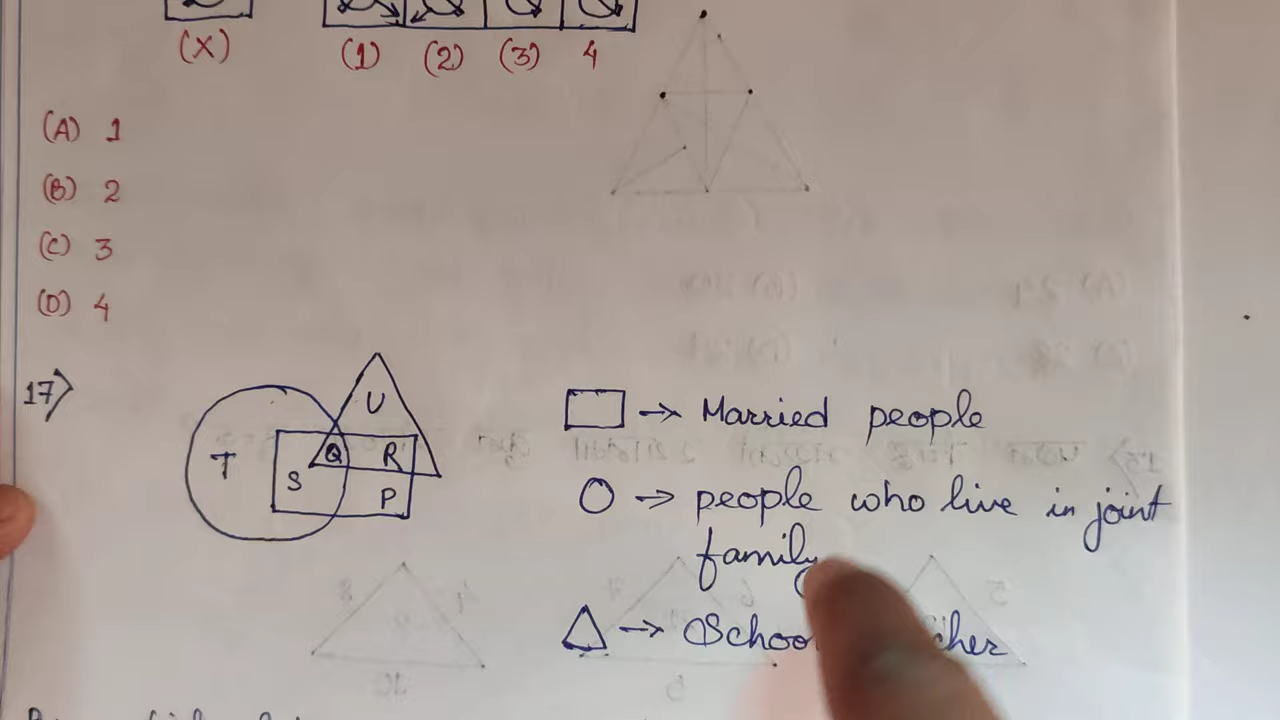 (X) (1) (2) (3) 4
(A) 1
(B) 2
(C) 3
(D) 4
17>
U
T Q R
S P
→ Married people
→ people who live in joint
family
→ School